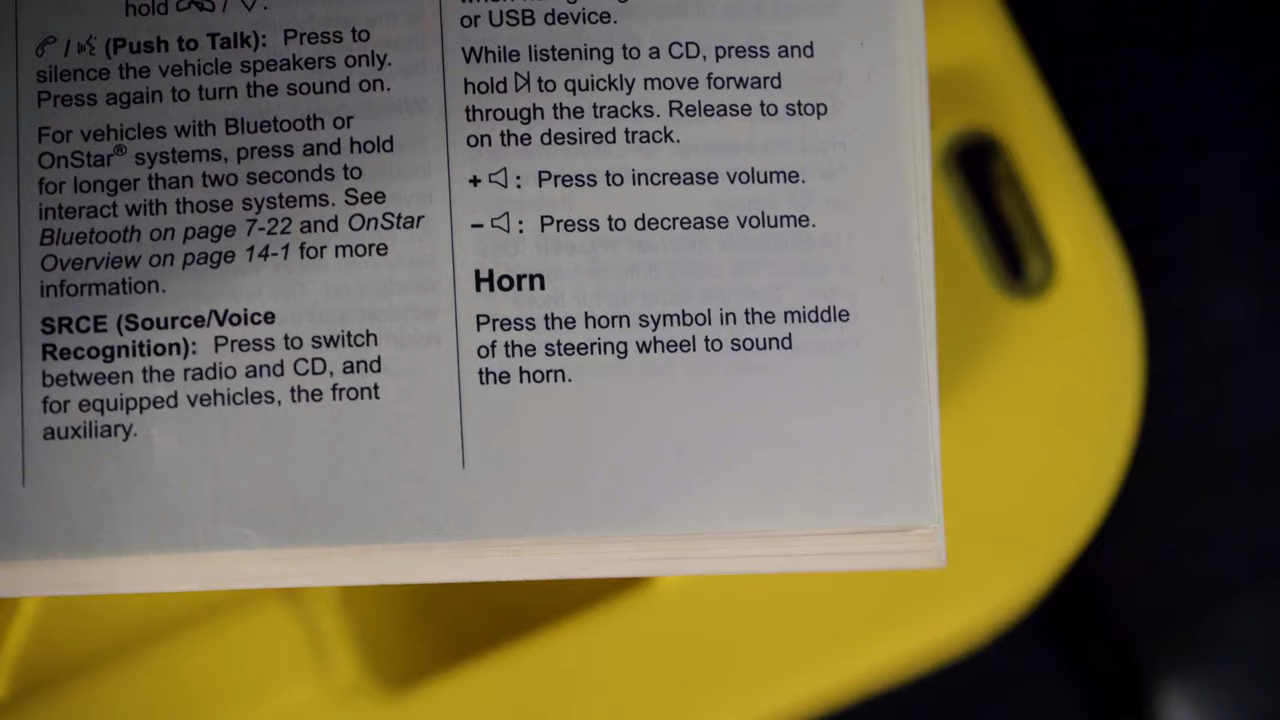 hold / .
/ (Push to Talk): Press to
silence the vehicle speakers only.
Press again to turn the sound on.
For vehicles with Bluetooth or
OnStar® systems, press and hold
for longer than two seconds to
interact with those systems. See
Bluetooth on page 7-22 and OnStar
Overview on page 14-1 for more
information.
SRCE (Source/Voice
Recognition): Press to switch
between the radio and CD, and
for equipped vehicles, the front
auxiliary.
or USB device.
While listening to a CD, press and
hold to quickly move forward
through the tracks. Release to stop
on the desired track.
+ : Press to increase volume.
− : Press to decrease volume.
Horn
Press the horn symbol in the middle
of the steering wheel to sound
the horn.